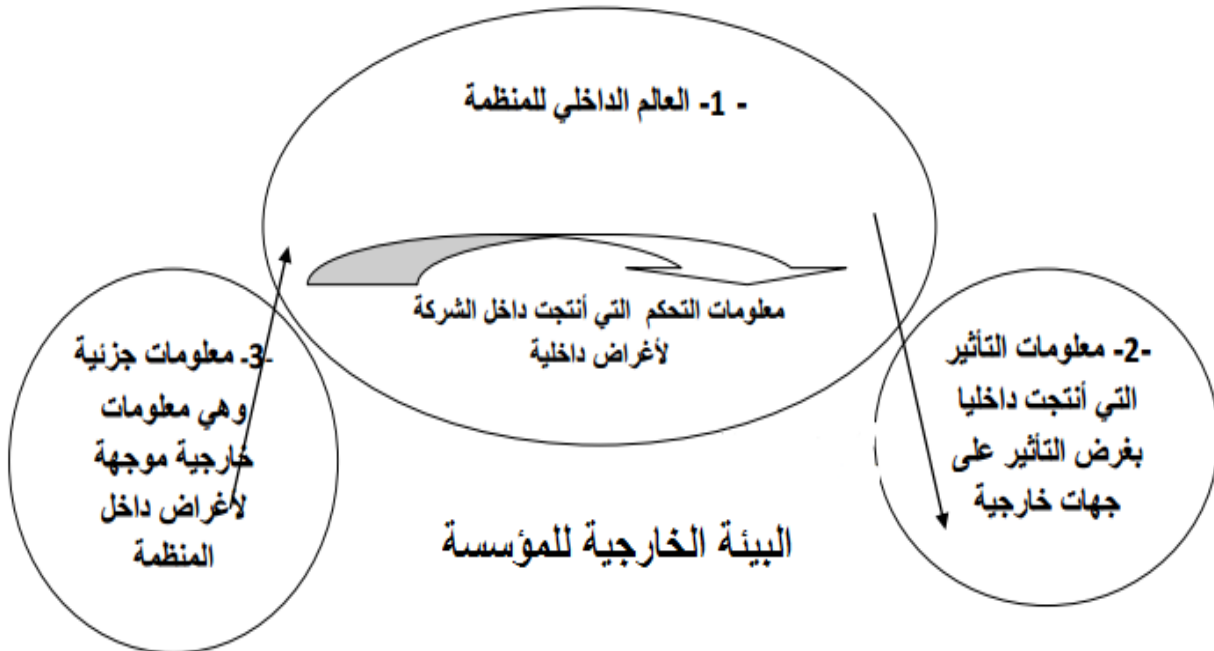 - 1- العالم الداخلي للمنظمة
معلومات التحكم التي أنتجت داخل الشركة
لأغراض داخلية
-2- معلومات التأثير
التي أنتجت داخليا
بغرض التأثير على
جهات خارجية
-3- معلومات جزئية
وهي معلومات
خارجية موجهة
لأغراض داخل
المنظمة
البيئة الخارجية للمؤسسة